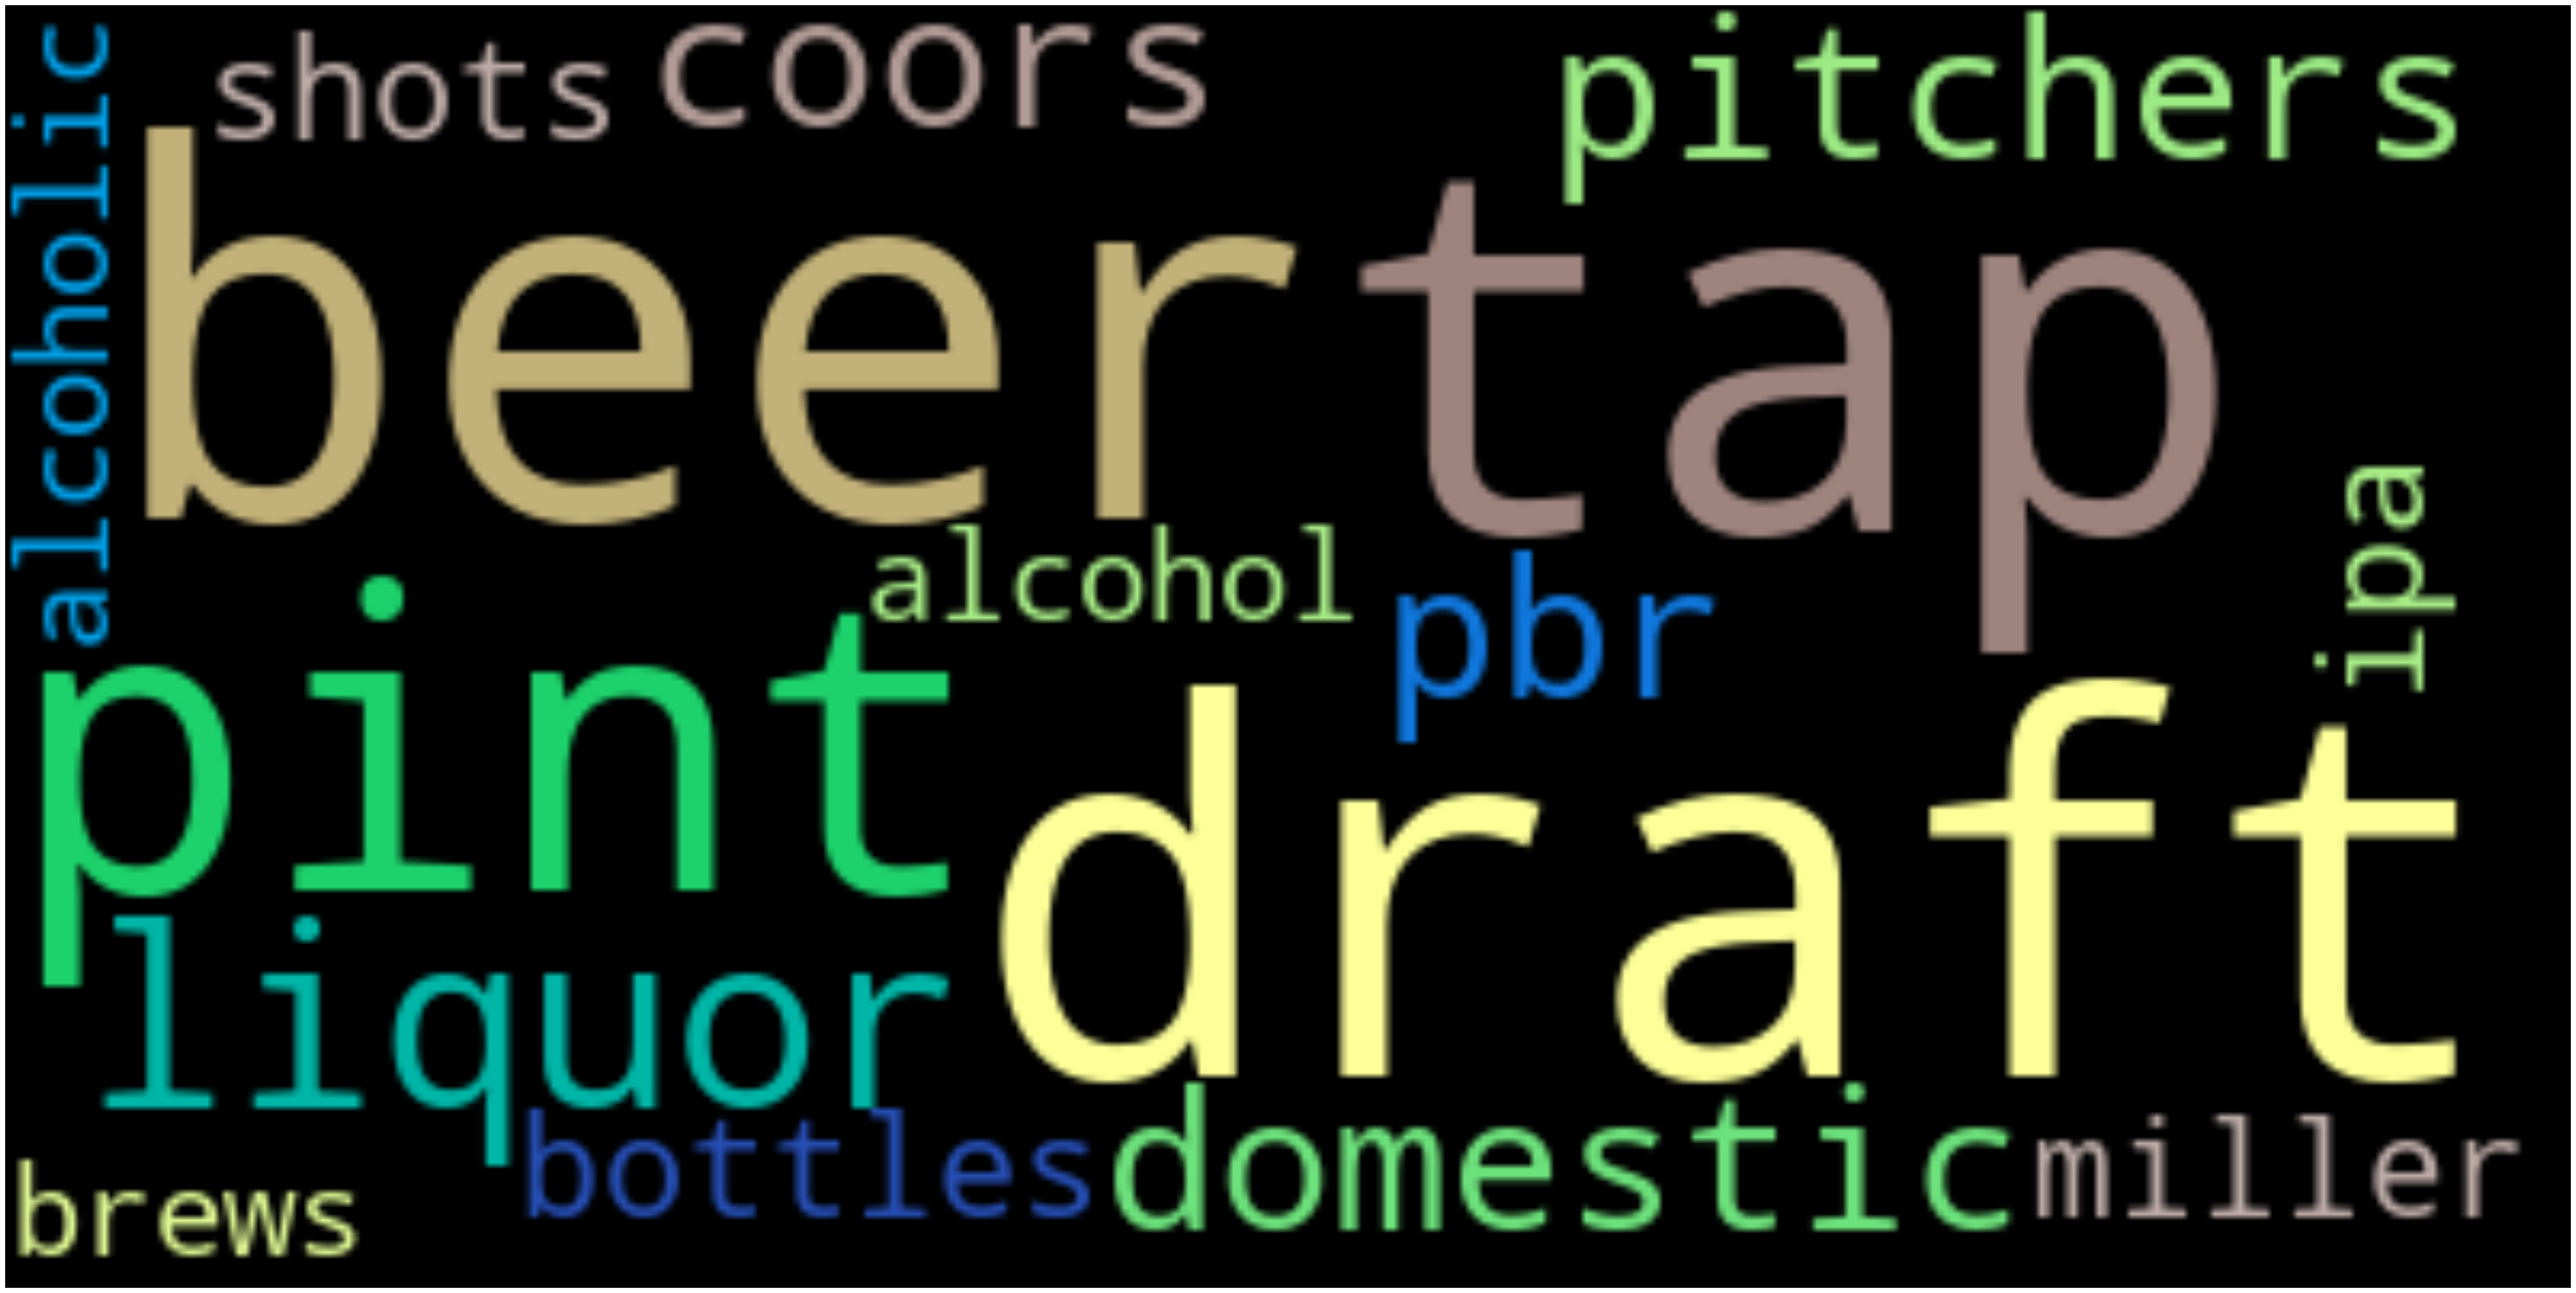 alcoholic
shots
coors
pitchers
beer
tap
ipa
alcohol
pbr
pint
draft
liquor
bottles
domestic
miller
brews